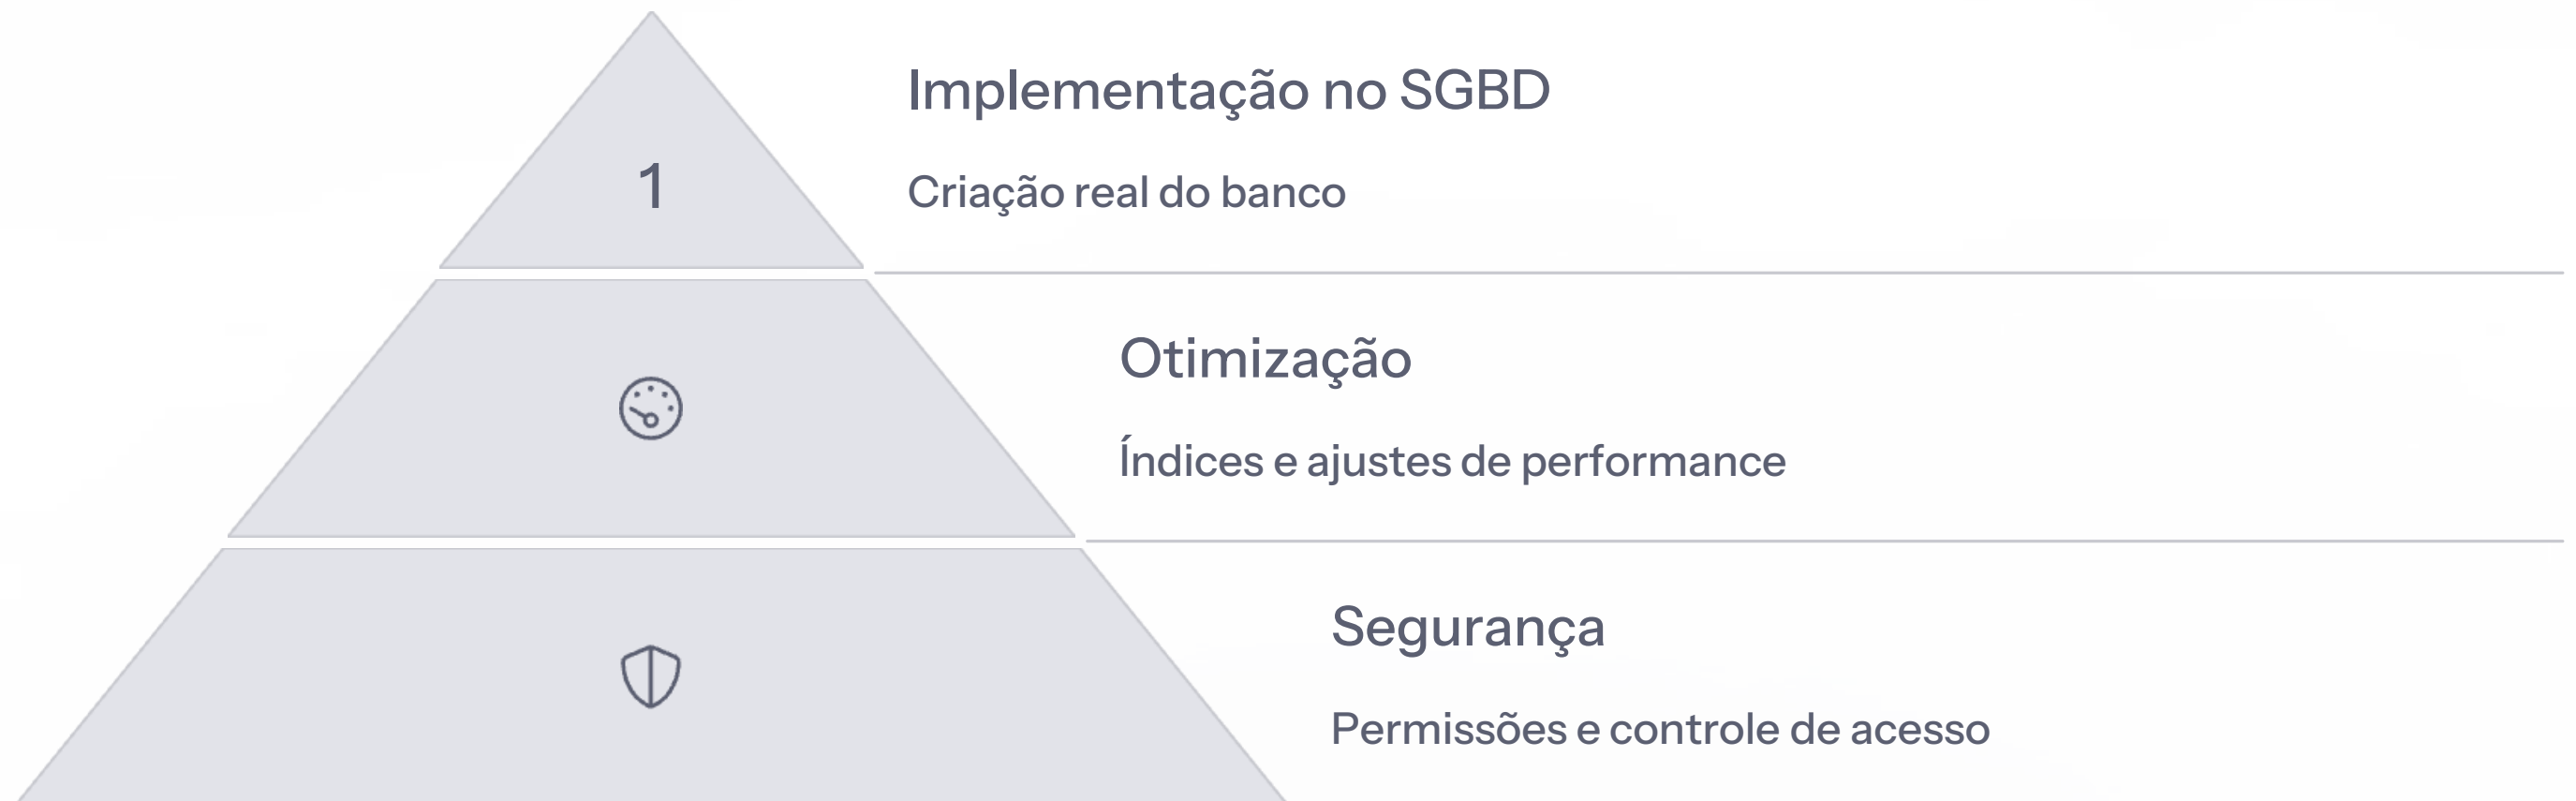 1
Implementação no SGBD
Criação real do banco
Otimização
Índices e ajustes de performance
Segurança
Permissões e controle de acesso